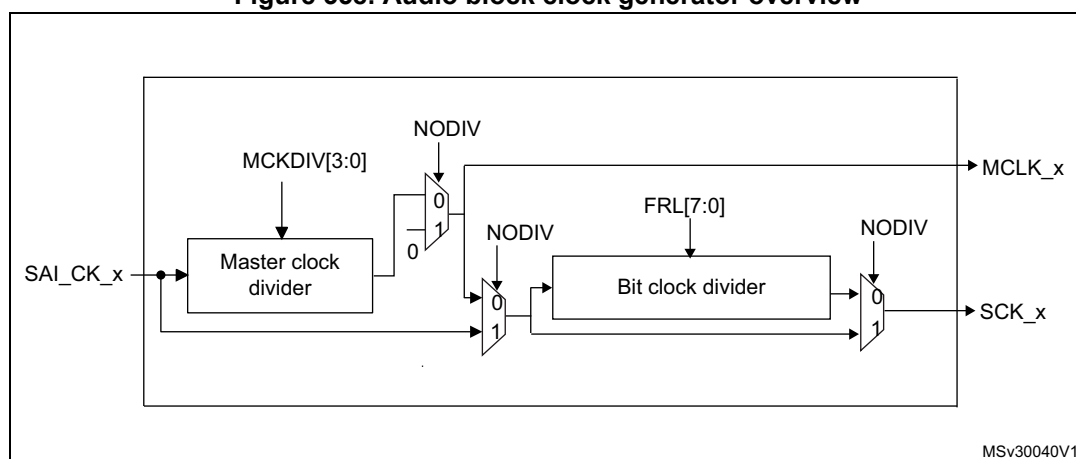 Figure 338. Audio block clock generator overview
NODIV
MCKDIV[3:0]
MCLK_x
0
1
0
FRL[7:0]
NODIV
NODIV
SAI_CK_x
Master clock
divider
0
1
Bit clock divider
0
1
SCK_x
MSv30040V1